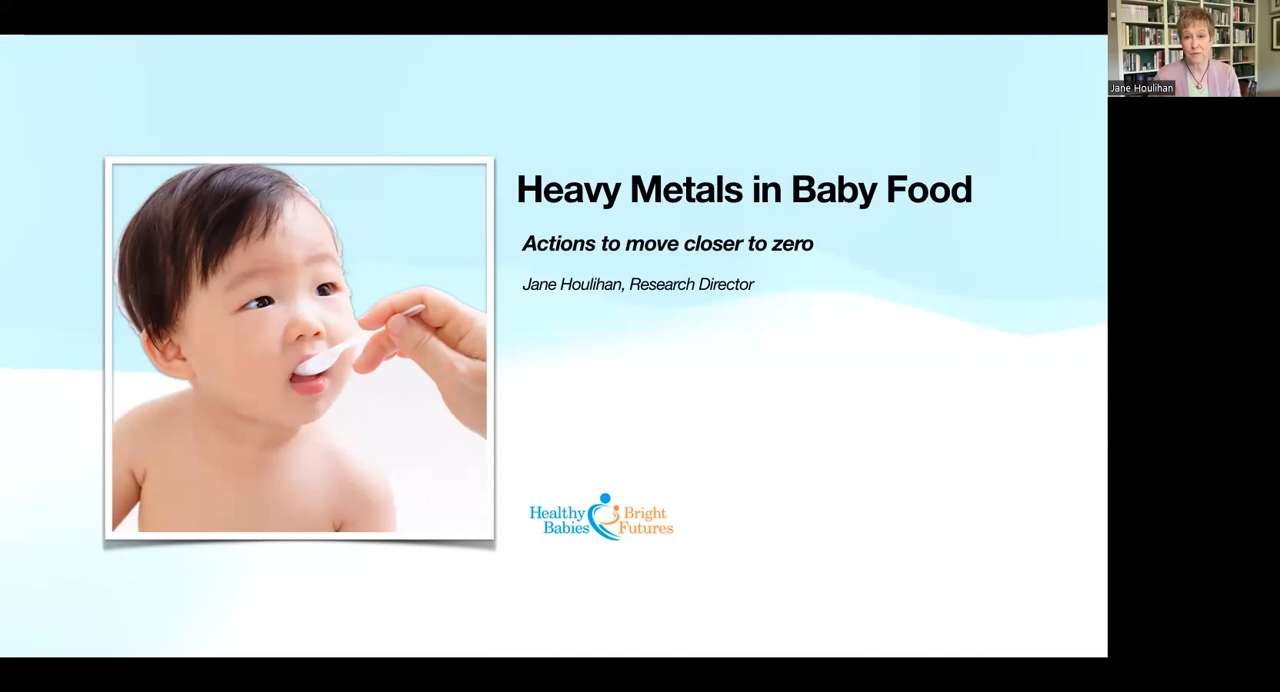 Heavy Metals in Baby Food
Actions to move closer to zero
Jane Houlihan, Research Director
Healthy Babies
Bright Futures
Jane Houlihan